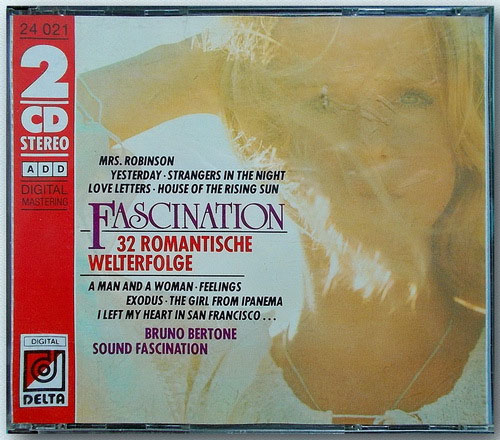 24 021
2
CD
STEREO
A D D
DIGITAL
MASTERING
MRS. ROBINSON
YESTERDAY · STRANGERS IN THE NIGHT
LOVE LETTERS · HOUSE OF THE RISING SUN
FASCINATION
32 ROMANTISCHE
WELTERFOLGE
A MAN AND A WOMAN · FEELINGS
EXODUS · THE GIRL FROM IPANEMA
I LEFT MY HEART IN SAN FRANCISCO ...
BRUNO BERTONE
SOUND FASCINATION
DIGITAL
DELTA